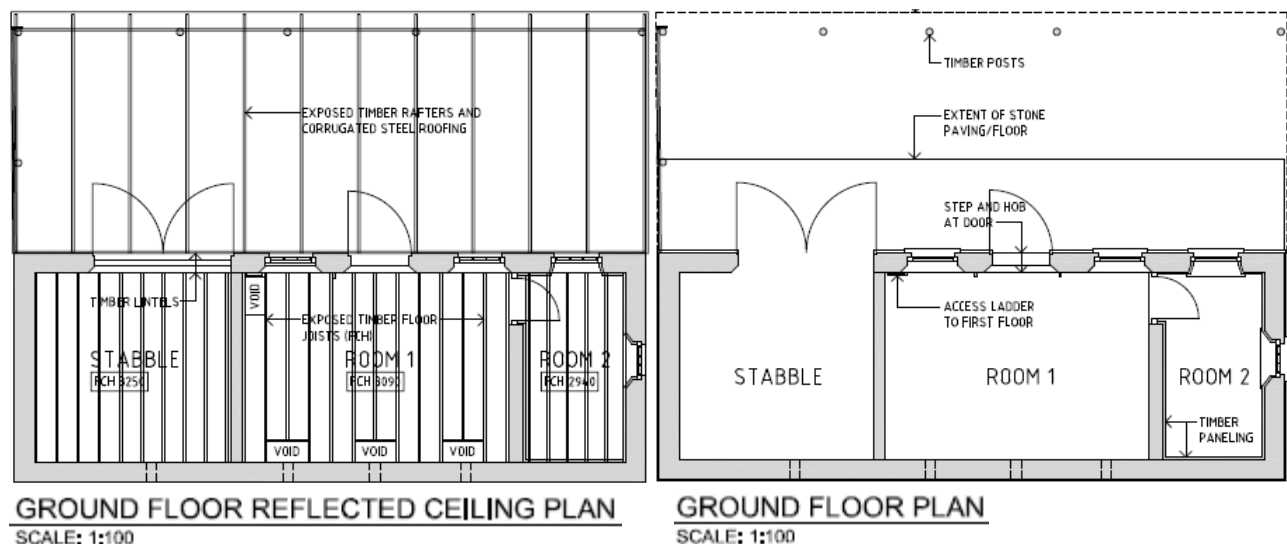 EXPOSED TIMBER RAFTERS AND
CORRUGATED STEEL ROOFING
TIMBER LINTELS
VOID
EXPOSED TIMBER FLOOR
JOISTS (FCH)
STABBLE
FCH 3250
ROOM 1
FCH 3090
ROOM 2
FCH 2940
VOID
VOID
VOID
GROUND FLOOR REFLECTED CEILING PLAN
SCALE: 1:100
TIMBER POSTS
EXTENT OF STONE
PAVING/FLOOR
STEP AND HOB
AT DOOR
ACCESS LADDER
TO FIRST FLOOR
STABBLE
ROOM 1
ROOM 2
TIMBER
PANELING
GROUND FLOOR PLAN
SCALE: 1:100